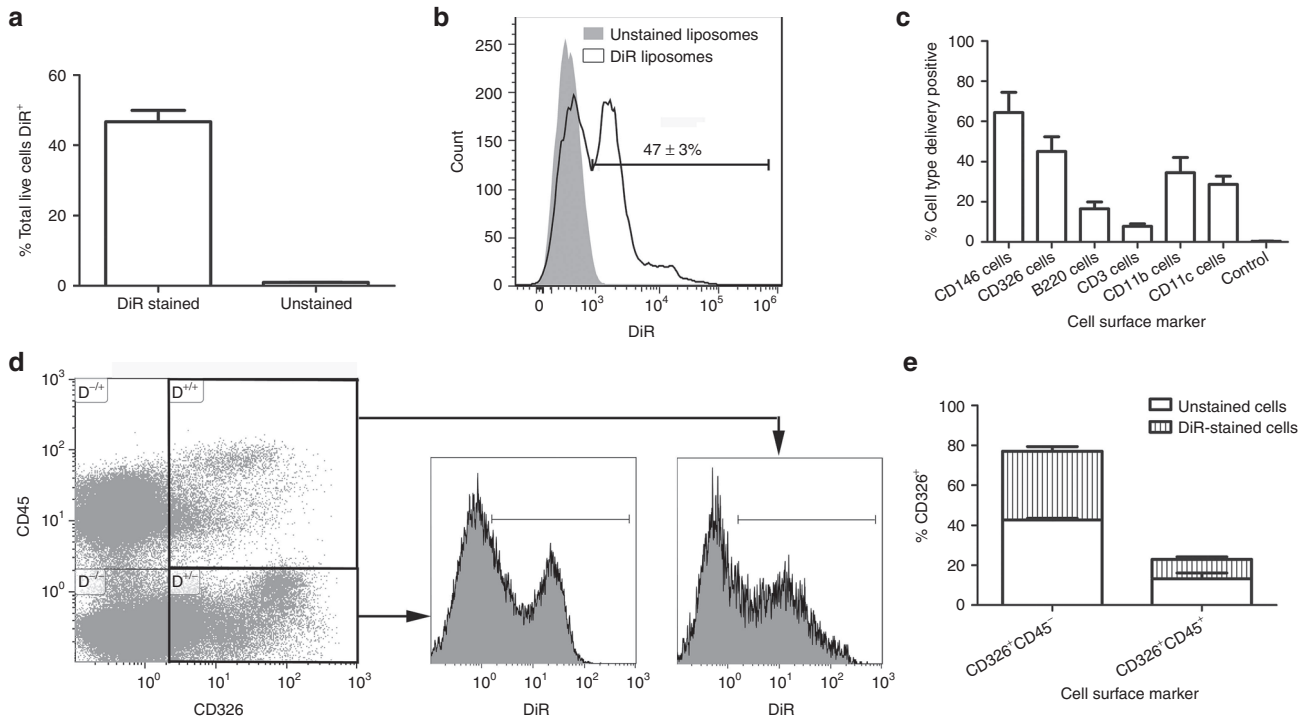 a
% Total live cells DiR⁺
60
40
20
0
DiR stained
Unstained
b
Unstained liposomes
DiR liposomes
Count
250
200
150
100
50
0
47 ± 3%
0
10³
10⁴
10⁵
10⁶
DiR
c
% Cell type delivery positive
100
80
60
40
20
0
CD146 cells
CD326 cells
B220 cells
CD3 cells
CD11b cells
CD11c cells
Control
Cell surface marker
d
CD45
10³
10²
10¹
10⁰
D⁻/⁺
D⁺/⁺
D⁻/⁻
D⁺/⁻
10⁰
10¹
10²
10³
CD326
10⁰
10¹
10²
10³
DiR
10⁰
10¹
10²
10³
DiR
e
% CD326⁺
100
80
60
40
20
0
Unstained cells
DiR-stained cells
CD326⁺CD45⁻
CD326⁺CD45⁺
Cell surface marker